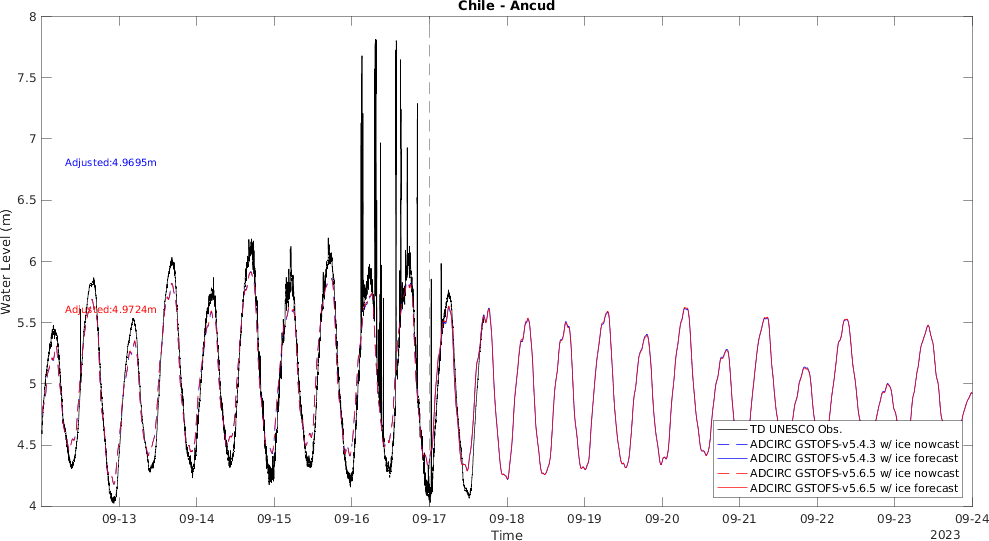 Chile - Ancud
8
7.5
7
6.5
6
5.5
5
4.5
4
Water Level (m)
Adjusted:4.9695m
Adjusted:4.9724m
TD UNESCO Obs.
ADCIRC GSTOFS-v5.4.3 w/ ice nowcast
ADCIRC GSTOFS-v5.4.3 w/ ice forecast
ADCIRC GSTOFS-v5.6.5 w/ ice nowcast
ADCIRC GSTOFS-v5.6.5 w/ ice forecast
09-13 09-14 09-15 09-16 09-17 09-18 09-19 09-20 09-21 09-22 09-23 09-24
Time
2023